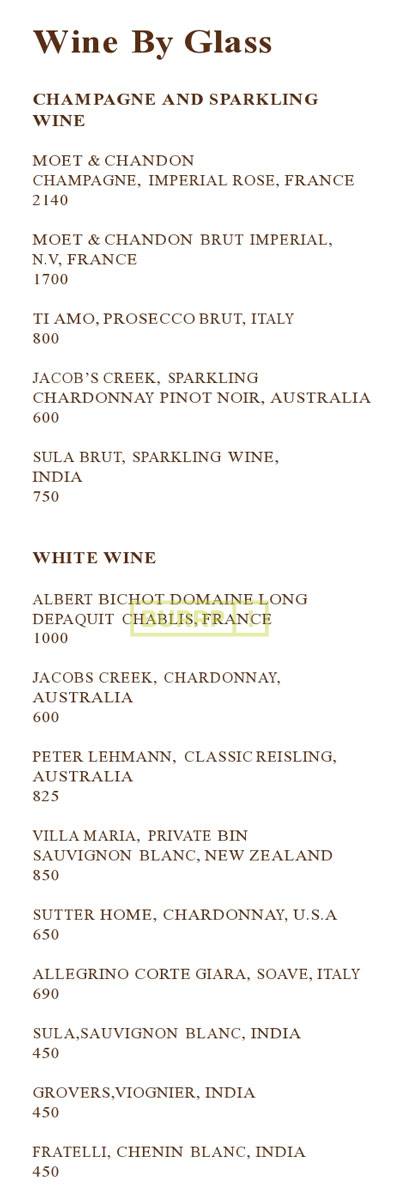 Wine By Glass
CHAMPAGNE AND SPARKLING
WINE
MOET & CHANDON
CHAMPAGNE, IMPERIAL ROSE, FRANCE
2140
MOET & CHANDON BRUT IMPERIAL,
N.V, FRANCE
1700
TI AMO, PROSECCO BRUT, ITALY
800
JACOB'S CREEK, SPARKLING
CHARDONNAY PINOT NOIR, AUSTRALIA
600
SULA BRUT, SPARKLING WINE,
INDIA
750
WHITE WINE
ALBERT BICHOT DOMAINE LONG
DEPAQUIT CHABLIS, FRANCE
BURRP!
1000
JACOBS CREEK, CHARDONNAY,
AUSTRALIA
600
PETER LEHMANN, CLASSIC REISLING,
AUSTRALIA
825
VILLA MARIA, PRIVATE BIN
SAUVIGNON BLANC, NEW ZEALAND
850
SUTTER HOME, CHARDONNAY, U.S.A
650
ALLEGRINO CORTE GIARA, SOAVE, ITALY
690
SULA,SAUVIGNON BLANC, INDIA
450
GROVERS,VIOGNIER, INDIA
450
FRATELLI, CHENIN BLANC, INDIA
450